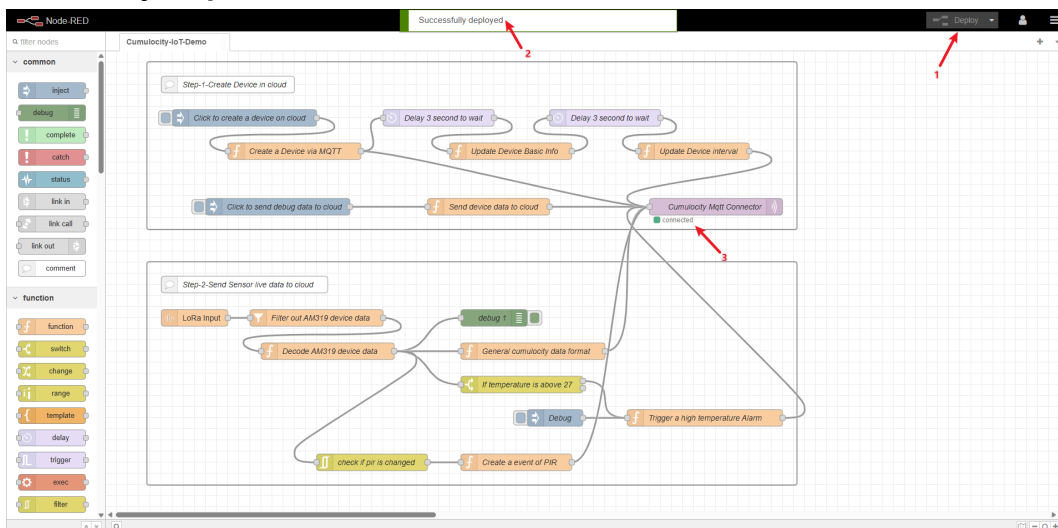 Node-RED
Successfully deployed
Deploy
1
2
filter nodes
Cumulocity-IoT-Demo
common
inject
debug
complete
catch
status
link in
link call
link out
comment
function
function
switch
change
range
template
delay
trigger
exec
filter
Step-1-Create Device in cloud
Click to create a device on cloud
Delay 3 second to wait
Delay 3 second to wait
Create a Device via MQTT
Update Device Basic Info
Update Device interval
Click to send debug data to cloud
Send device data to cloud
Cumulocity Mqtt Connector
connected
3
Step-2-Send Sensor live data to cloud
LoRa Input
Filter out AM319 device data
debug 1
Decode AM319 device data
General cumulocity data format
If temperature is above 27
Debug
Trigger a high temperature Alarm
check if pir is changed
Create a event of PIR